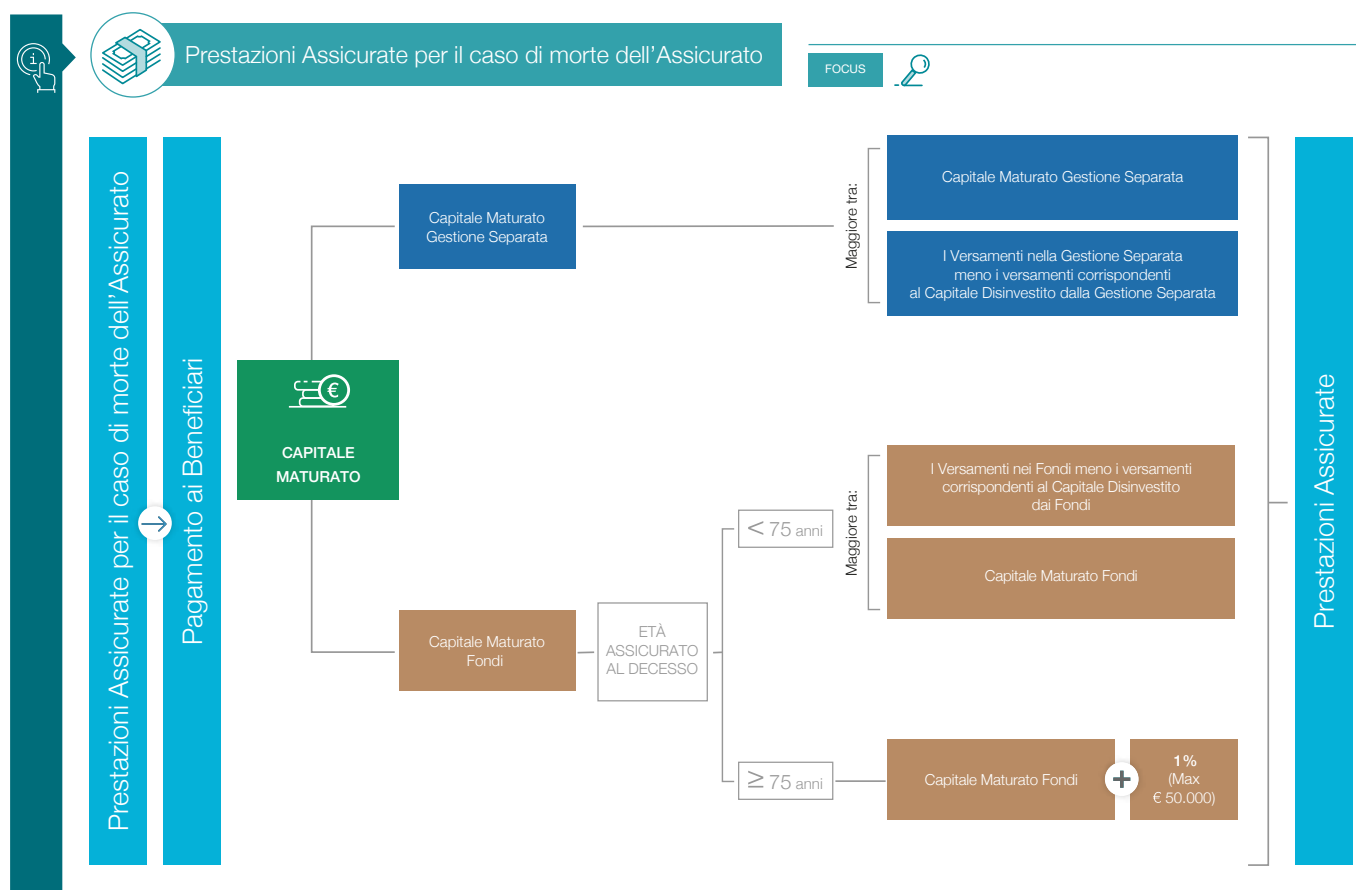 Prestazioni Assicurate per il caso di morte dell'Assicurato
FOCUS
Prestazioni Assicurate per il caso di morte dell'Assicurato
Pagamento ai Beneficiari
€
CAPITALE
MATURATO
Capitale Maturato
Gestione Separata
Maggiore tra:
Capitale Maturato Gestione Separata
I Versamenti nella Gestione Separata
meno i versamenti corrispondenti
al Capitale Disinvestito dalla Gestione Separata
Capitale Maturato
Fondi
ETÀ
ASSICURATO
AL DECESSO
< 75 anni
Maggiore tra:
I Versamenti nei Fondi meno i versamenti
corrispondenti al Capitale Disinvestito
dai Fondi
Capitale Maturato Fondi
≥ 75 anni
Capitale Maturato Fondi
+
1%
(Max
€ 50.000)
Prestazioni Assicurate